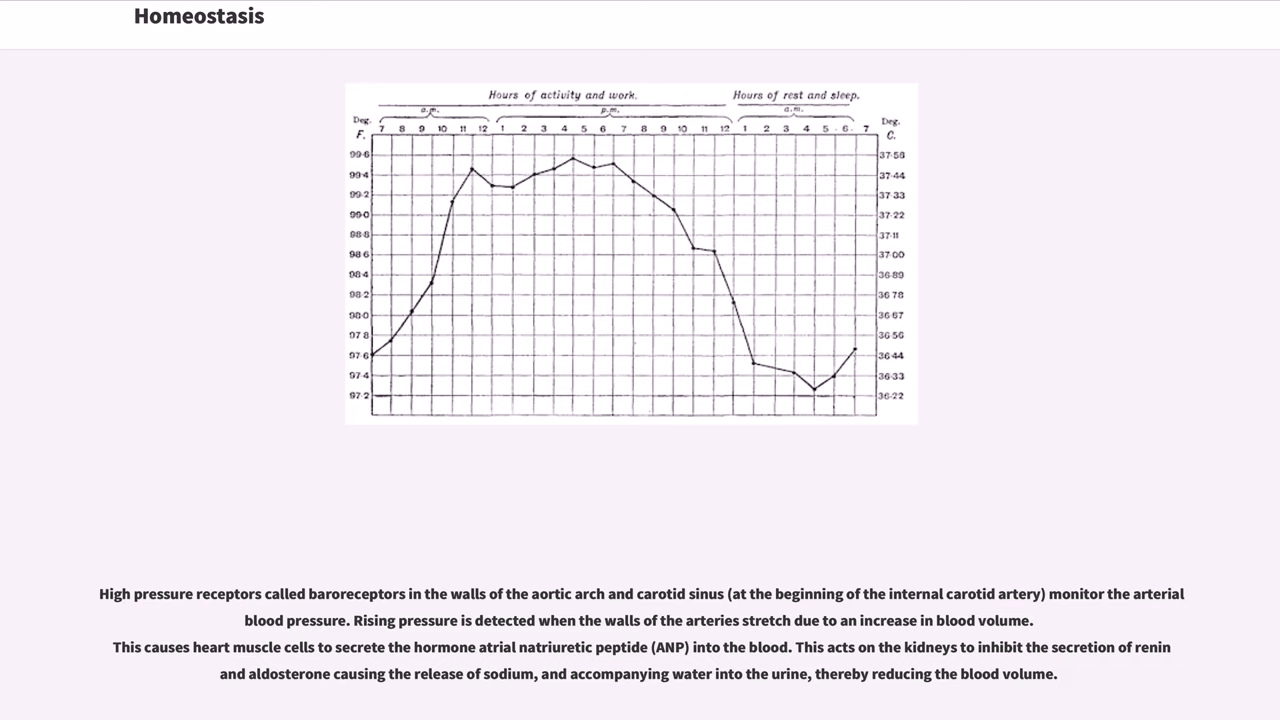 Homeostasis
Hours of activity and work. Hours of rest and sleep.
a.m. p.m. a.m.
Deg. Deg.
F. 7 8 9 10 11 12 1 2 3 4 5 6 7 8 9 10 11 12 1 2 3 4 5 6 7 C.
99·6 37·56
99·4 37·44
99·2 37·33
99·0 37·22
98·8 37·11
98·6 37·00
98·4 36·89
98·2 36·78
98·0 36·67
97·8 36·56
97·6 36·44
97·4 36·33
97·2 36·22
High pressure receptors called baroreceptors in the walls of the aortic arch and carotid sinus (at the beginning of the internal carotid artery) monitor the arterial
blood pressure. Rising pressure is detected when the walls of the arteries stretch due to an increase in blood volume.
This causes heart muscle cells to secrete the hormone atrial natriuretic peptide (ANP) into the blood. This acts on the kidneys to inhibit the secretion of renin
and aldosterone causing the release of sodium, and accompanying water into the urine, thereby reducing the blood volume.